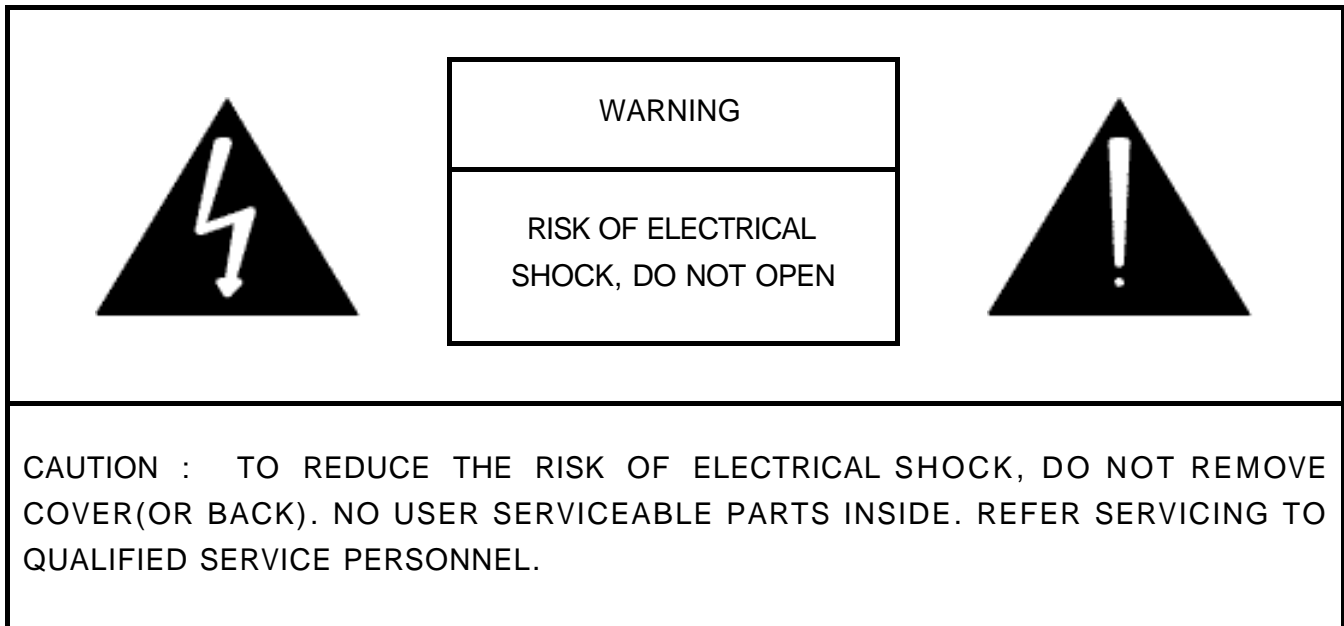 WARNING
RISK OF ELECTRICAL
SHOCK, DO NOT OPEN
CAUTION : TO REDUCE THE RISK OF ELECTRICAL SHOCK, DO NOT REMOVE
COVER(OR BACK). NO USER SERVICEABLE PARTS INSIDE. REFER SERVICING TO
QUALIFIED SERVICE PERSONNEL.